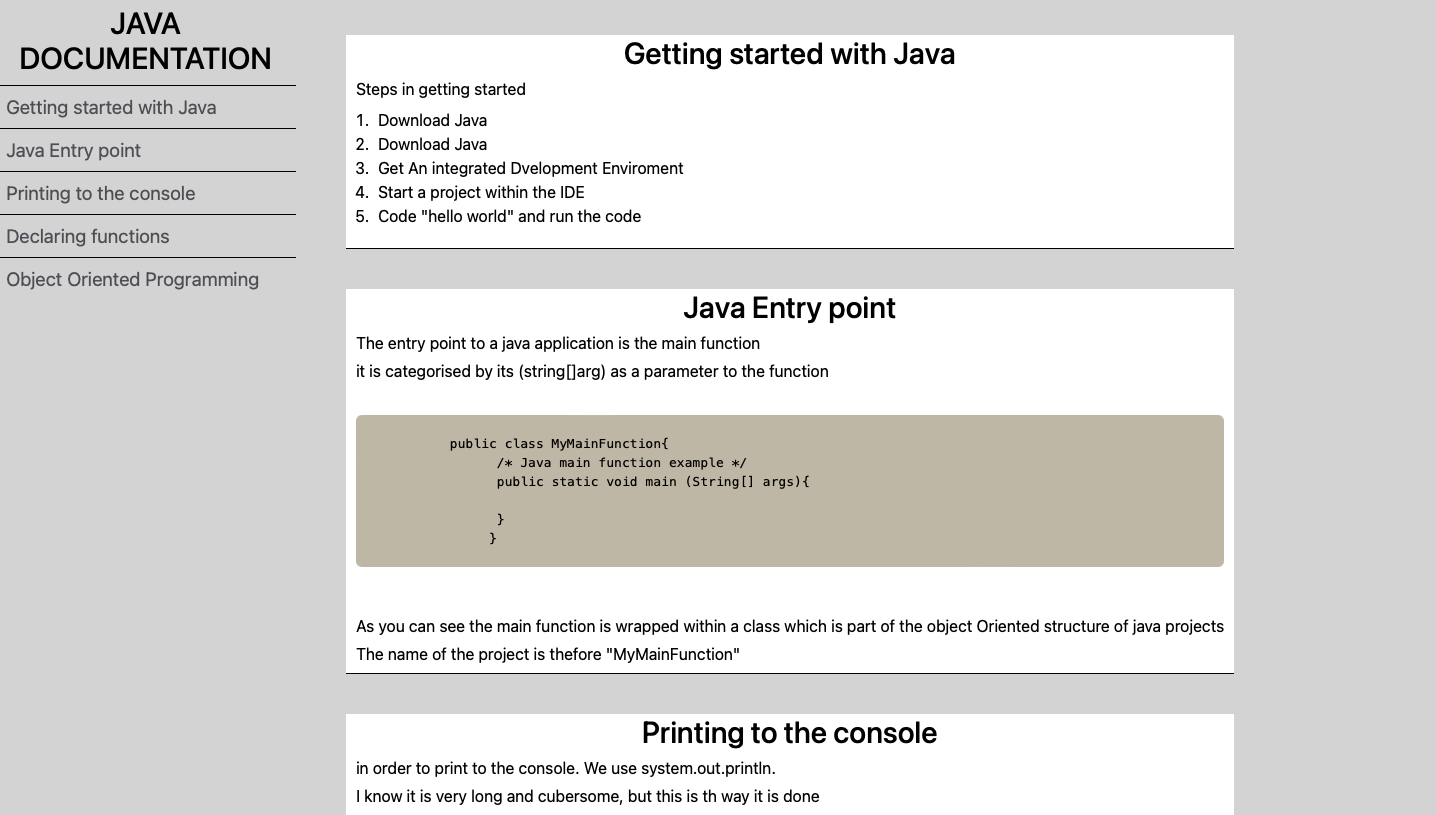 JAVA
DOCUMENTATION
Getting started with Java
Java Entry point
Printing to the console
Declaring functions
Object Oriented Programming
Getting started with Java
Steps in getting started
1. Download Java
2. Download Java
3. Get An integrated Dvelopment Enviroment
4. Start a project within the IDE
5. Code "hello world" and run the code
Java Entry point
The entry point to a java application is the main function
it is categorised by its (string[]arg) as a parameter to the function
public class MyMainFunction{
/* Java main function example */
public static void main (String[] args){
}
}
As you can see the main function is wrapped within a class which is part of the object Oriented structure of java projects
The name of the project is thefore "MyMainFunction"
Printing to the console
in order to print to the console. We use system.out.println.
I know it is very long and cubersome, but this is th way it is done